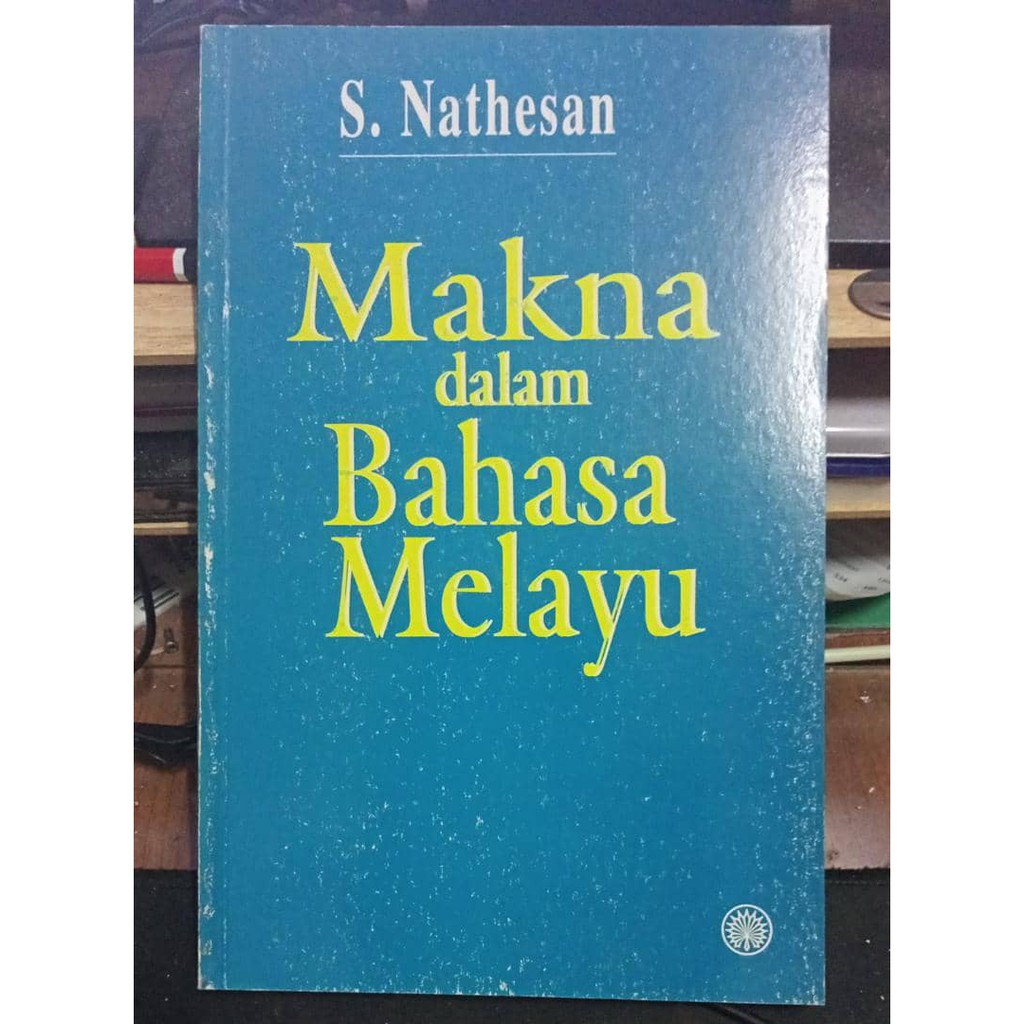 S. Nathesan
Makna
dalam
Bahasa
Melayu